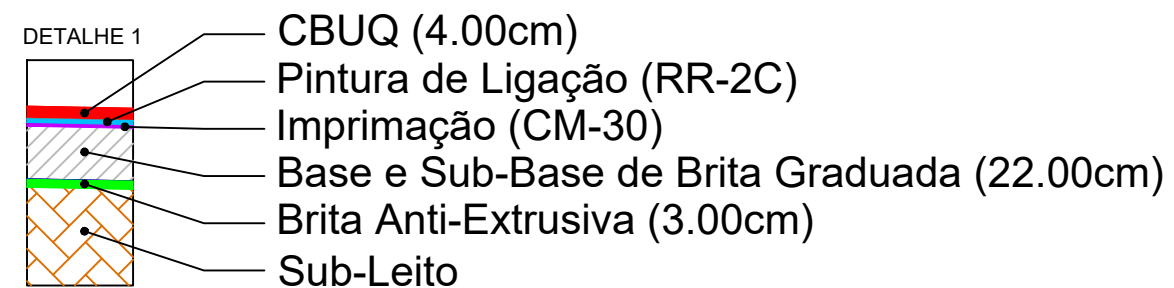 DETALHE 1
CBUQ (4.00cm)
Pintura de Ligação (RR-2C)
Imprimação (CM-30)
Base e Sub-Base de Brita Graduada (22.00cm)
Brita Anti-Extrusiva (3.00cm)
Sub-Leito